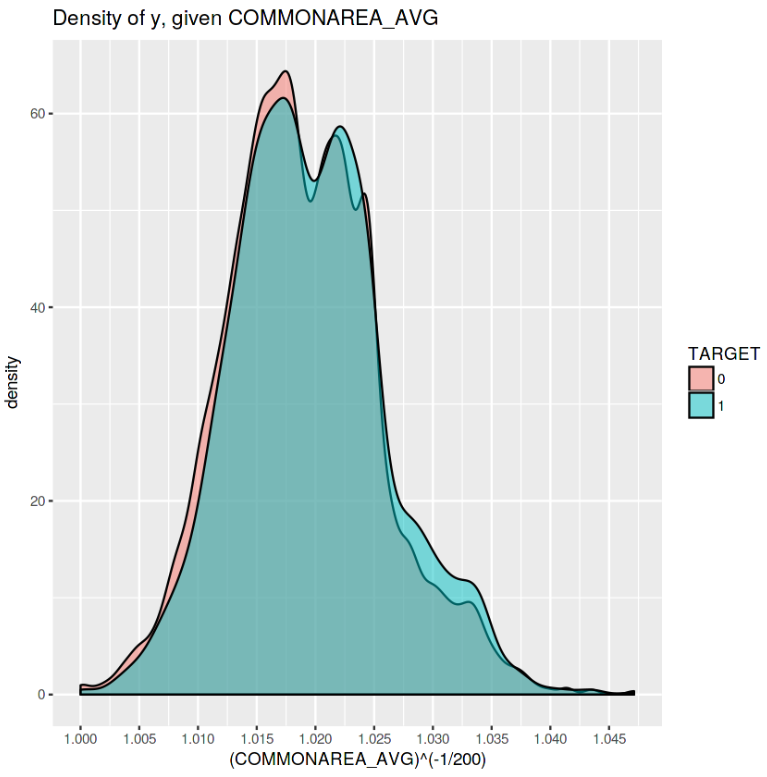 Density of y, given COMMONAREA_AVG
density
60
40
20
0
1.000 1.005 1.010 1.015 1.020 1.025 1.030 1.035 1.040 1.045
(COMMONAREA_AVG)^(-1/200)
TARGET
0
1